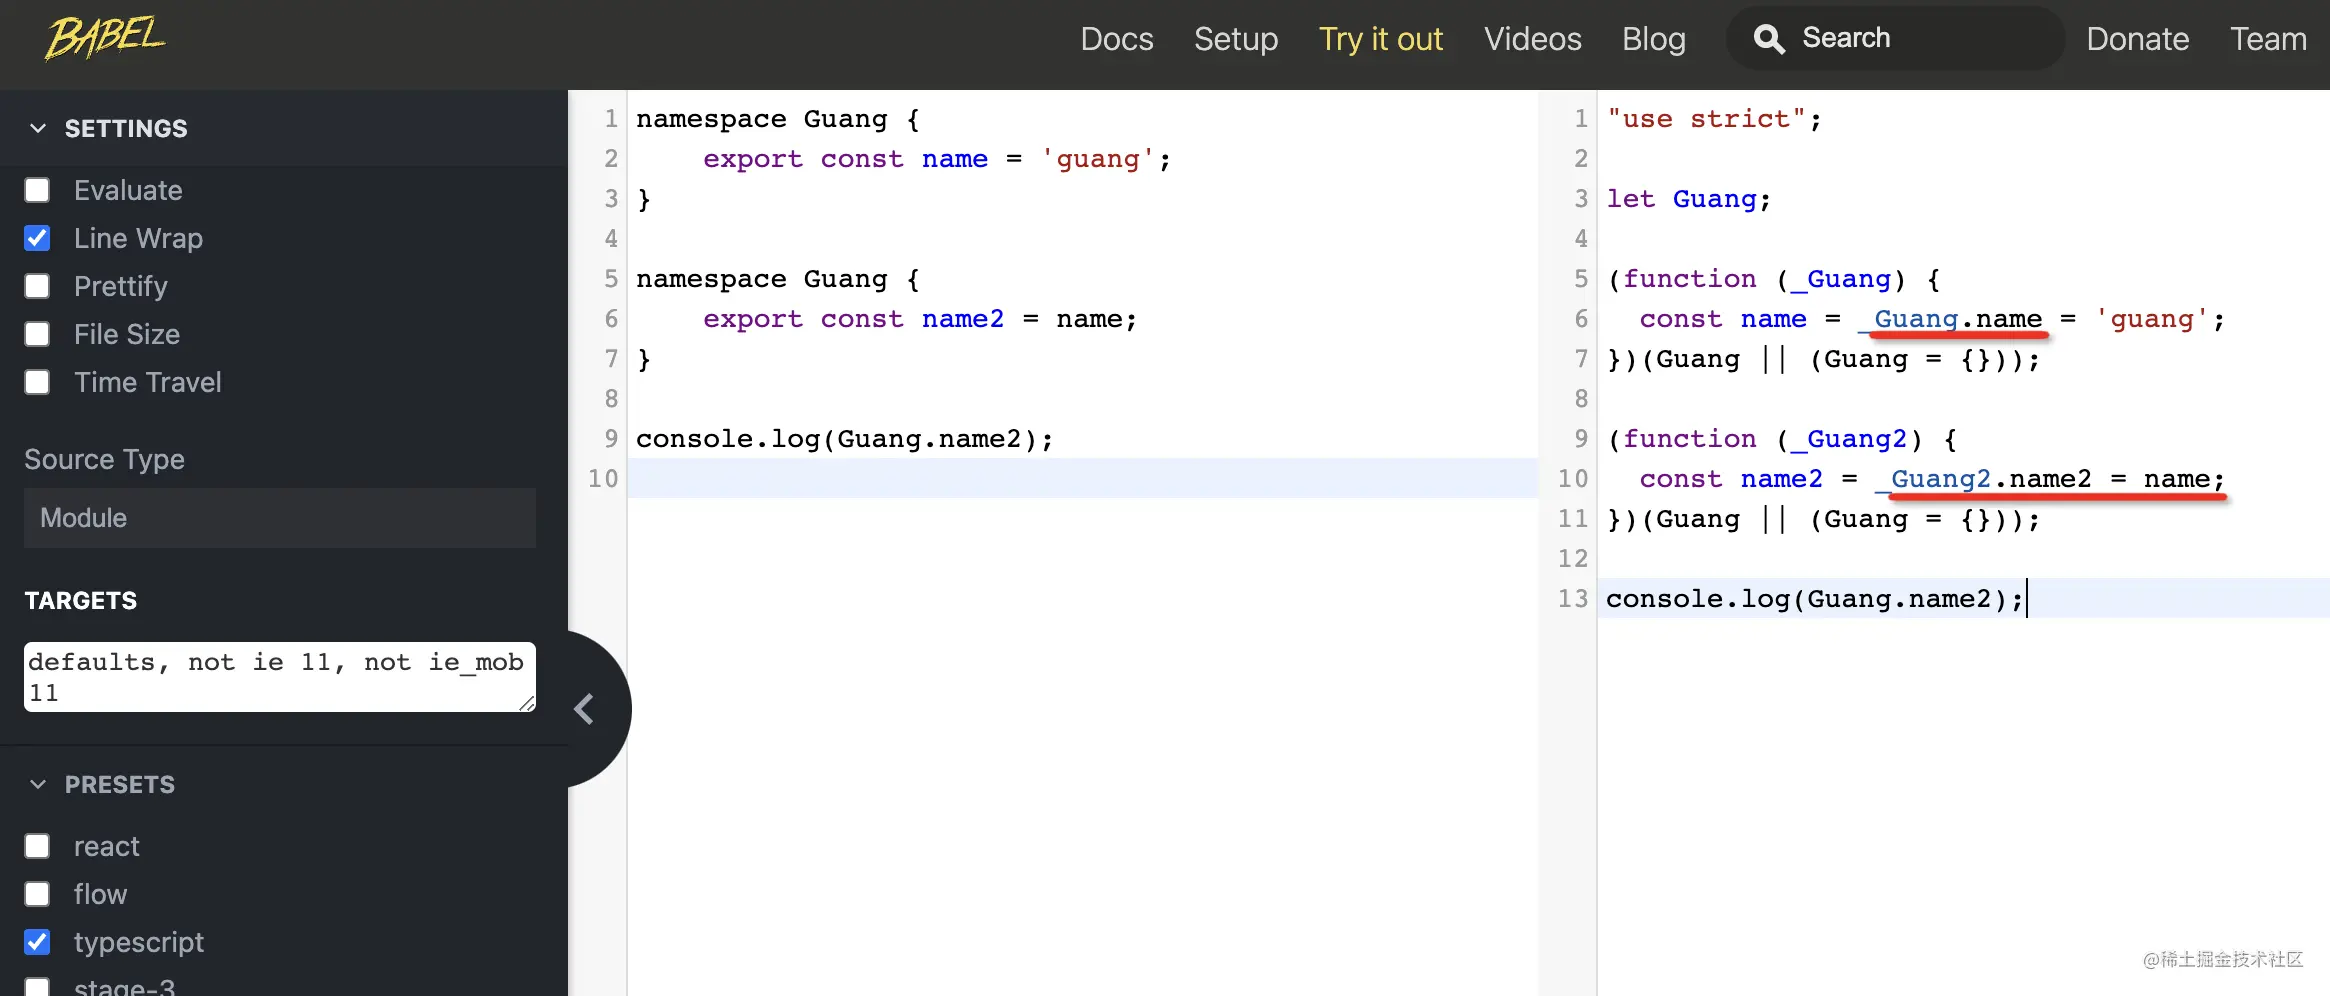 BABEL
Docs Setup Try it out Videos Blog Search Donate Team
SETTINGS
Evaluate
Line Wrap
Prettify
File Size
Time Travel
Source Type
Module
TARGETS
defaults, not ie 11, not ie_mob
11
PRESETS
react
flow
typescript
stage-3
1 namespace Guang {
2     export const name = 'guang';
3 }
4
5 namespace Guang {
6     export const name2 = name;
7 }
8
9 console.log(Guang.name2);
10
1 "use strict";
2
3 let Guang;
4
5 (function (_Guang) {
6   const name = _Guang.name = 'guang';
7 })(Guang || (Guang = {}));
8
9 (function (_Guang2) {
10   const name2 = _Guang2.name2 = name;
11 })(Guang || (Guang = {}));
12
13 console.log(Guang.name2);
@稀土掘金技术社区